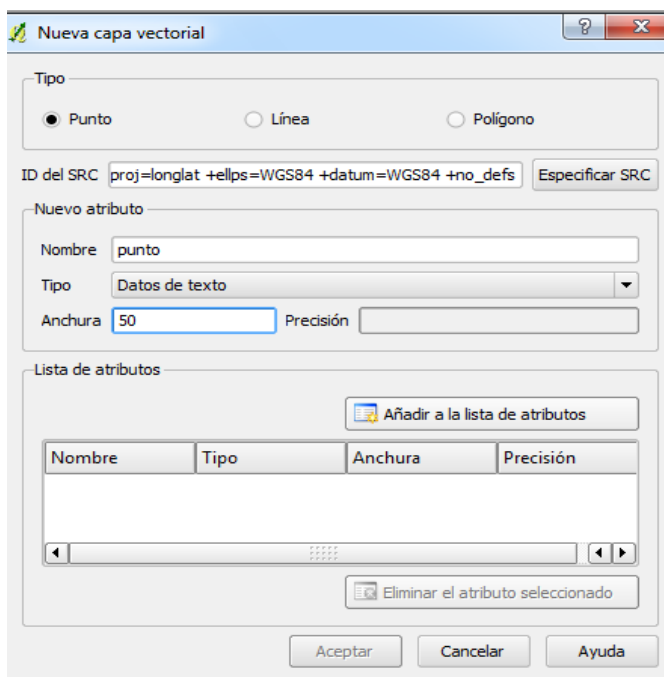 Nueva capa vectorial
Tipo
Punto Línea Polígono
ID del SRC proj=longlat +ellps=WGS84 +datum=WGS84 +no_defs Especificar SRC
Nuevo atributo
Nombre punto
Tipo Datos de texto
Anchura 50 Precisión
Lista de atributos
Añadir a la lista de atributos
Nombre Tipo Anchura Precisión
Eliminar el atributo seleccionado
Aceptar Cancelar Ayuda